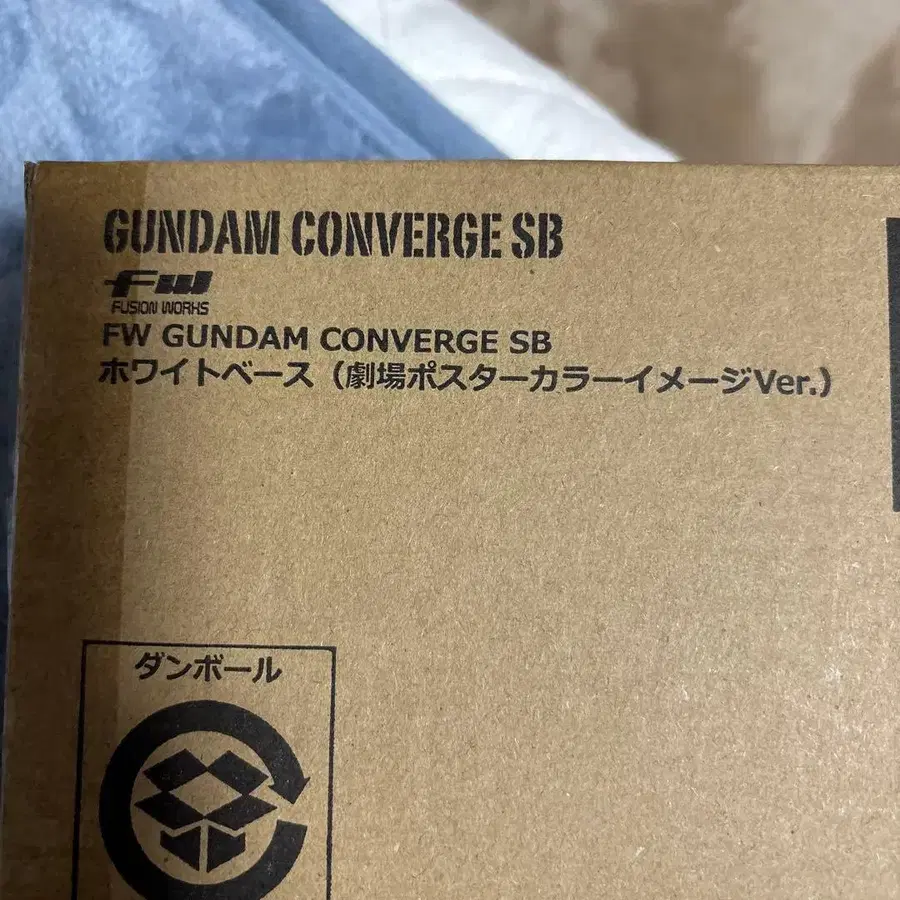 GUNDAM CONVERGE SB
FW
FUSION WORKS
FW GUNDAM CONVERGE SB
ホワイトベース（劇場ポスターカラーイメージVer.）
ダンボール